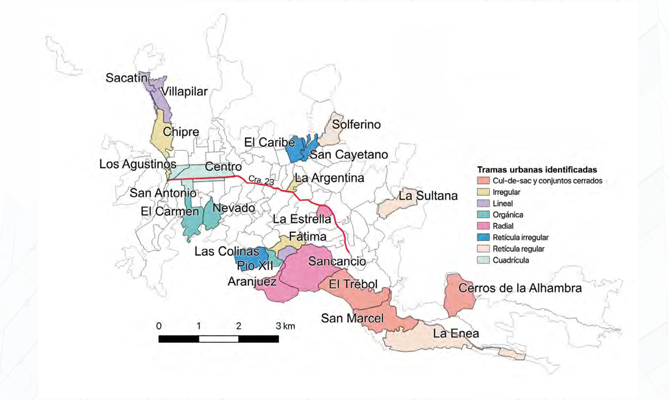 Sacatín
Villapilar
Chipre
Solferino
El Caribe
San Cayetano
Los Agustinos
Centro
Cra. 23
La Argentina
San Antonio
El Carmen
Nevado
La Estrella
La Sultana
Fátima
Las Colinas
Pio XII
Sancancio
Aranjuez
El Trébol
Cerros de la Alhambra
San Marcel
La Enea
0 1 2 3 km
Tramas urbanas identificadas
Cul-de-sac y conjuntos cerrados
Irregular
Lineal
Orgánica
Radial
Retícula irregular
Retícula regular
Cuadrícula